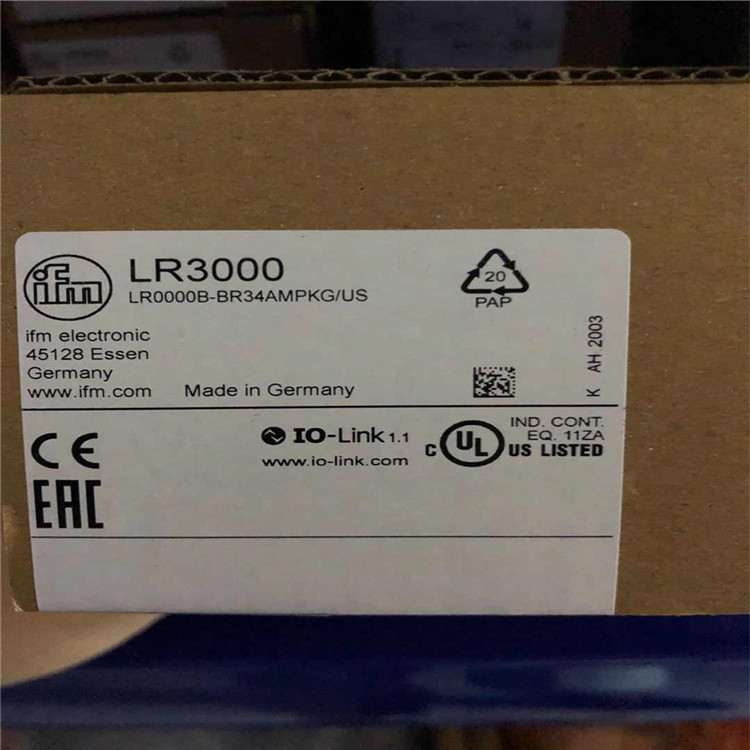 ifm
LR3000
LR0000B-BR34AMPKG/US
ifm electronic
45128 Essen
Germany
www.ifm.com
Made in Germany
20
PAP
K AH 2003
CE
EAC
IO-Link 1.1
www.io-link.com
C UL US LISTED
IND. CONT.
EQ. 11ZA